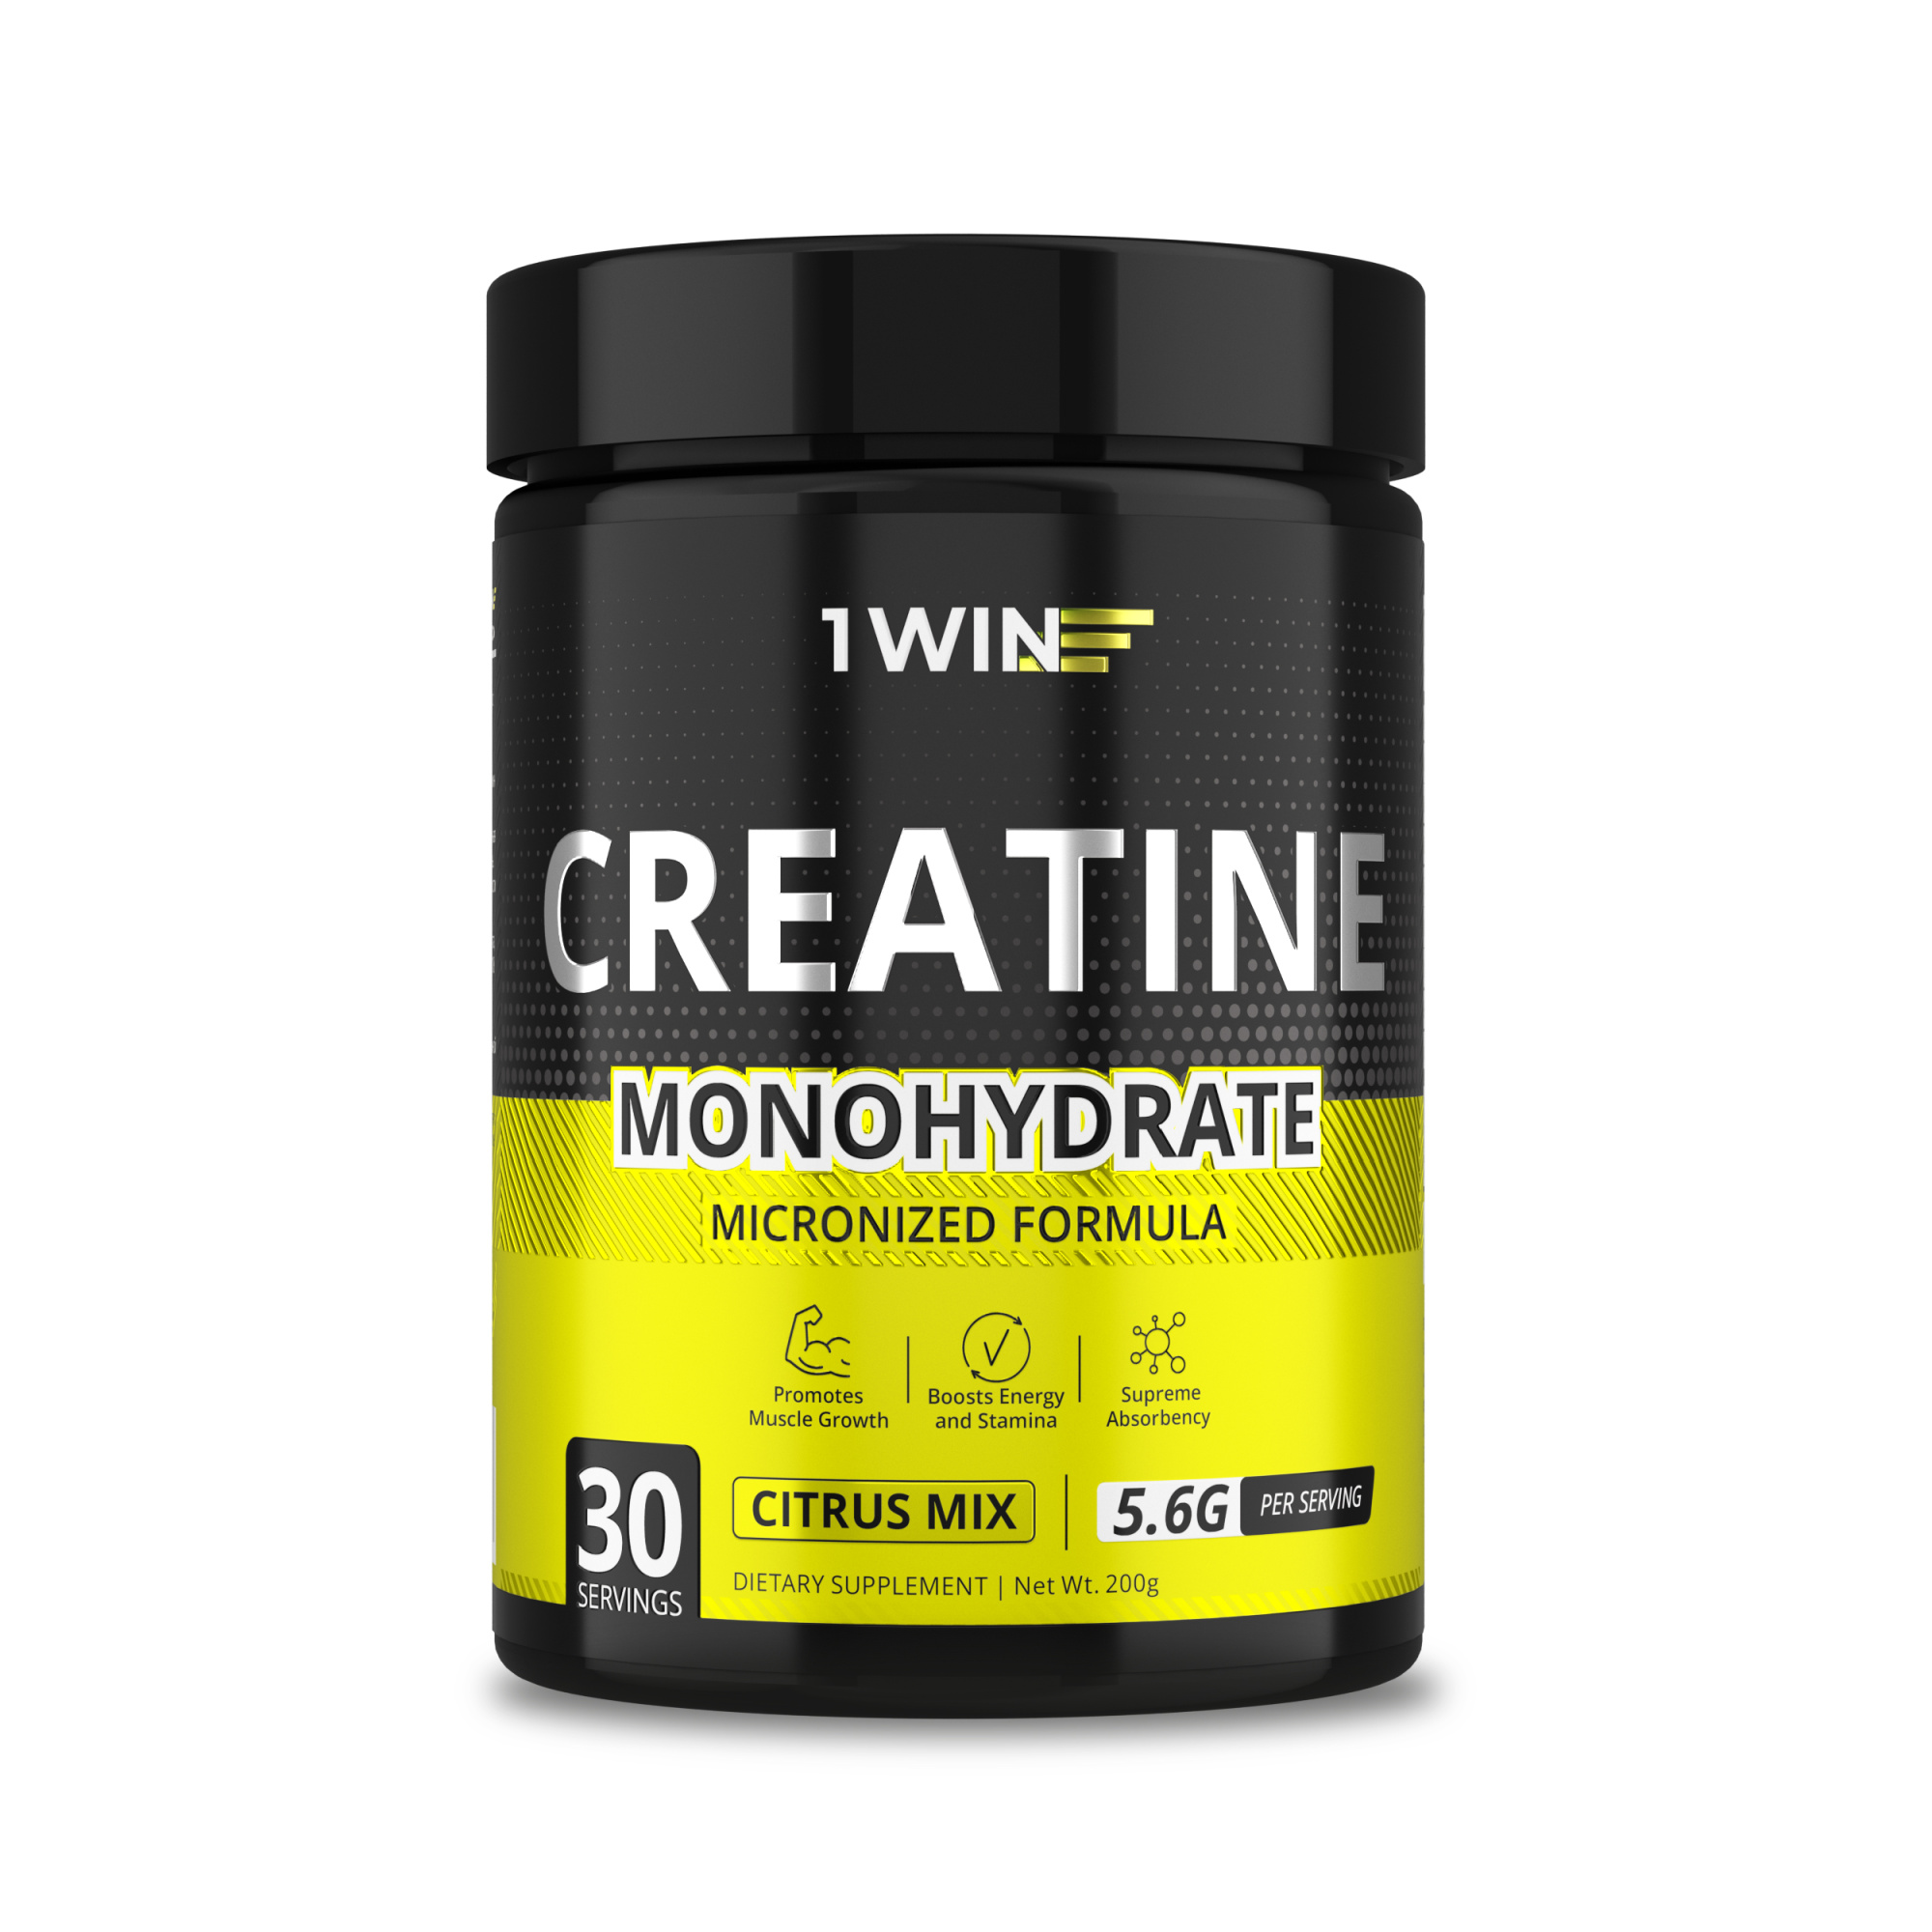 1WIN
CREATINE
MONOHYDRATE
MICRONIZED FORMULA
Promotes
Muscle Growth
Boosts Energy
and Stamina
Supreme
Absorbency
30
SERVINGS
CITRUS MIX
5.6G PER SERVING
DIETARY SUPPLEMENT | Net Wt. 200g